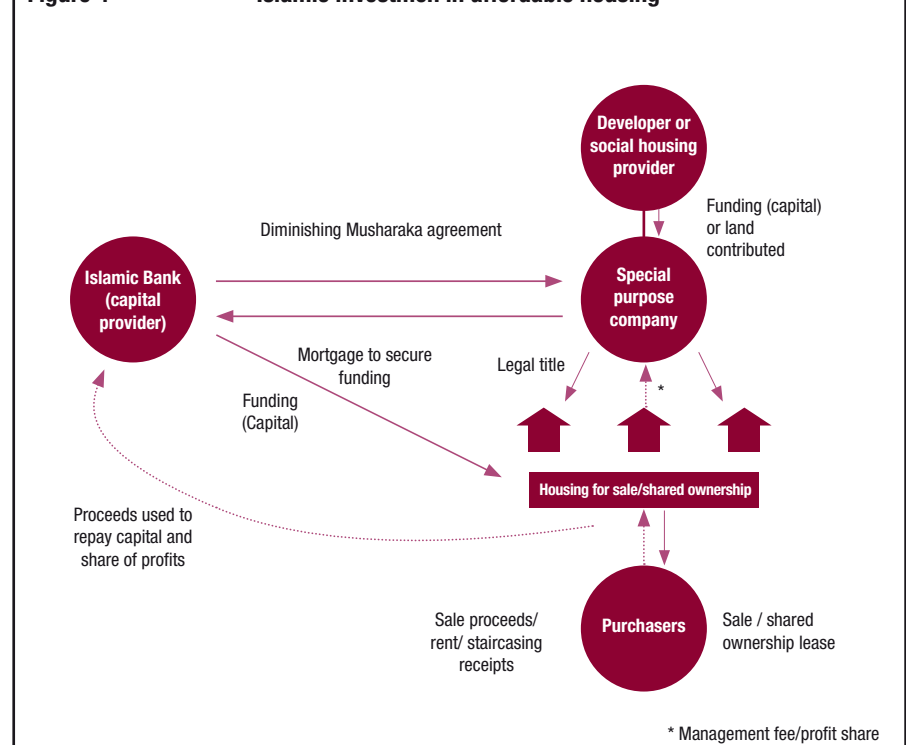 Developer or
social housing
provider
Funding (capital)
or land
contributed
Diminishing Musharaka agreement
Islamic Bank
(capital
provider)
Special
purpose
company
Mortgage to secure
funding
Legal title
*
Funding
(Capital)
Housing for sale/shared ownership
Proceeds used to
repay capital and
share of profits
Sale proceeds/
rent/ staircasing
receipts
Purchasers
Sale / shared
ownership lease
* Management fee/profit share